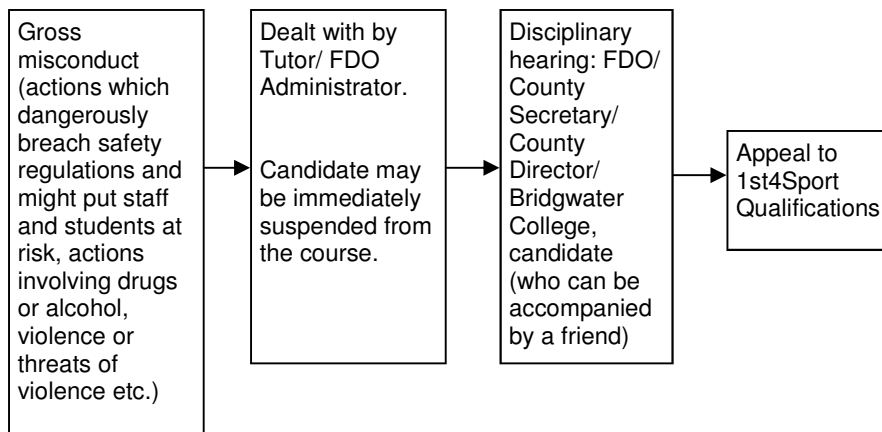 Gross
misconduct
(actions which
dangerously
breach safety
regulations and
might put staff
and students at
risk, actions
involving drugs
or alcohol,
violence or
threats of
violence etc.)
Dealt with by
Tutor/ FDO
Administrator.
Candidate may
be immediately
suspended from
the course.
Disciplinary
hearing: FDO/
County
Secretary/
County
Director/
Bridgwater
College,
candidate
(who can be
accompanied
by a friend)
Appeal to
1st4Sport
Qualifications